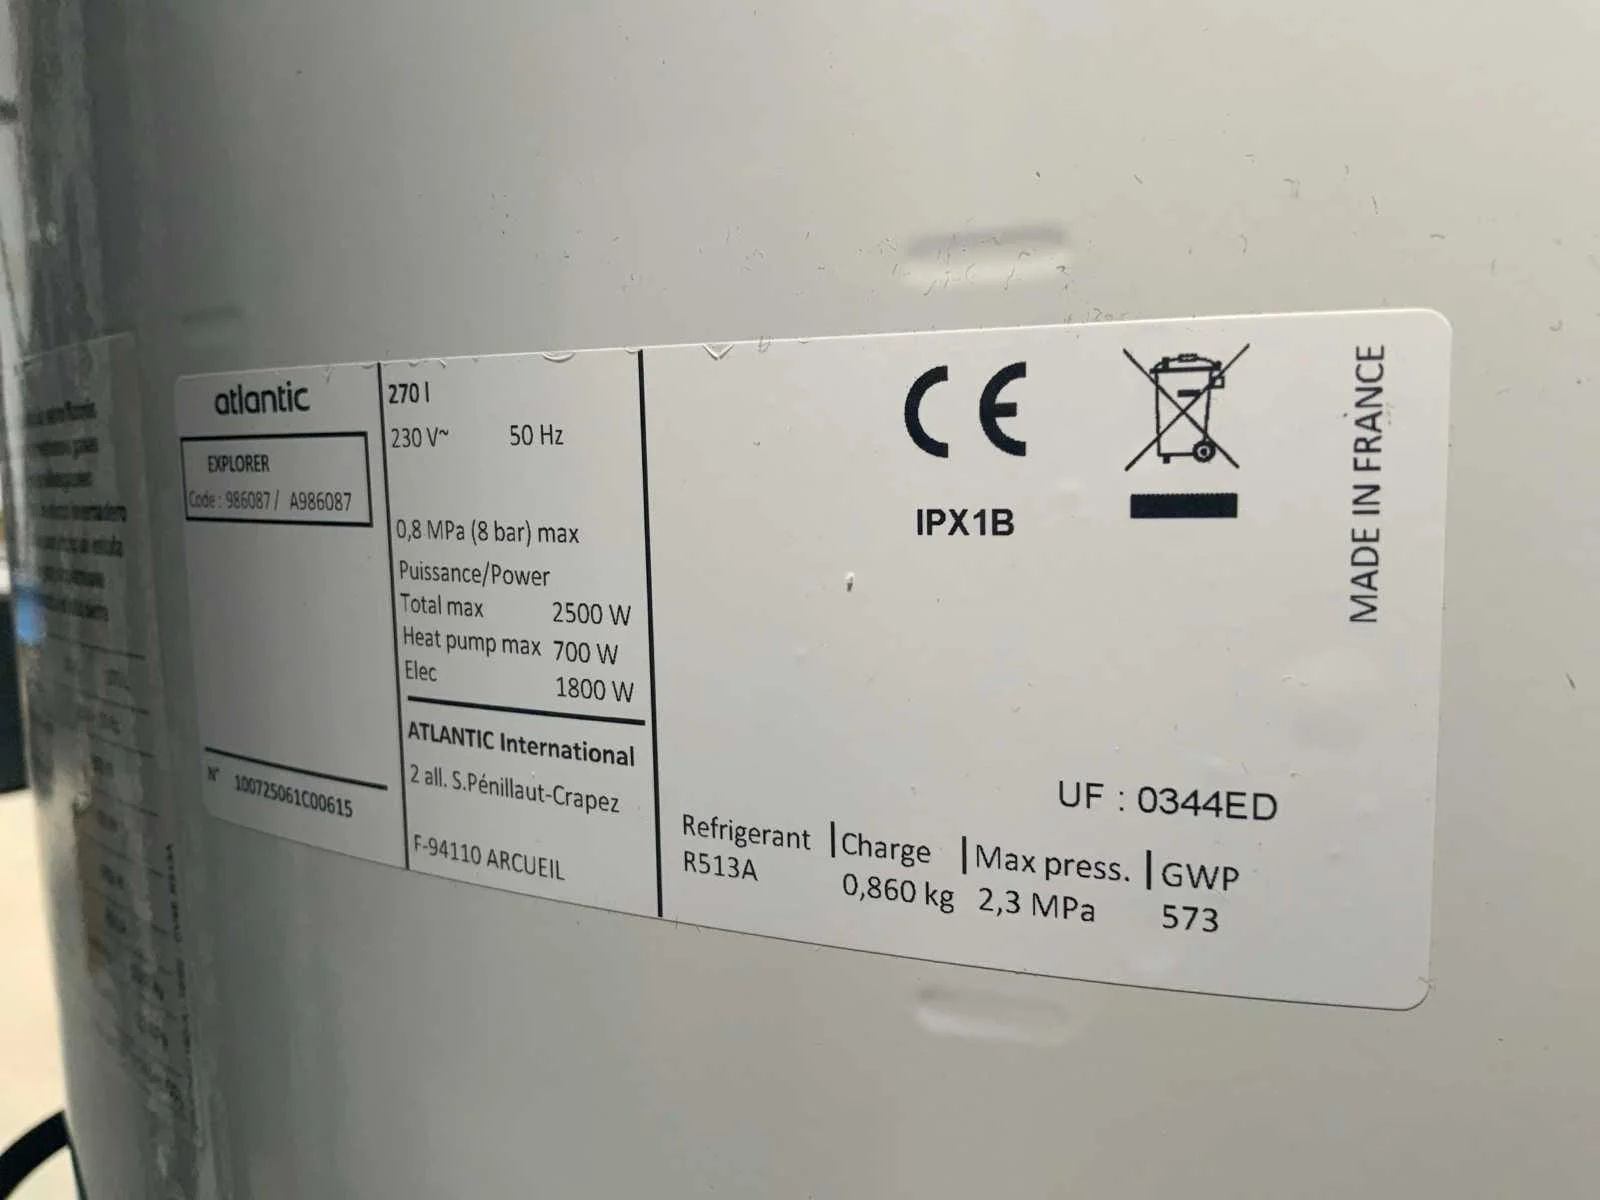 atlantic
EXPLORER
Code : 986087 / A986087
N° 100725061C00615
270 l
230 V~ 50 Hz
0,8 MPa (8 bar) max
Puissance/Power
Total max 2500 W
Heat pump max 700 W
Elec 1800 W
ATLANTIC International
2 all. S.Pénillaut-Crapez
F-94110 ARCUEIL
CE
IPX1B
MADE IN FRANCE
UF : 0344ED
Refrigerant | Charge | Max press. | GWP
R513A 0,860 kg 2,3 MPa 573